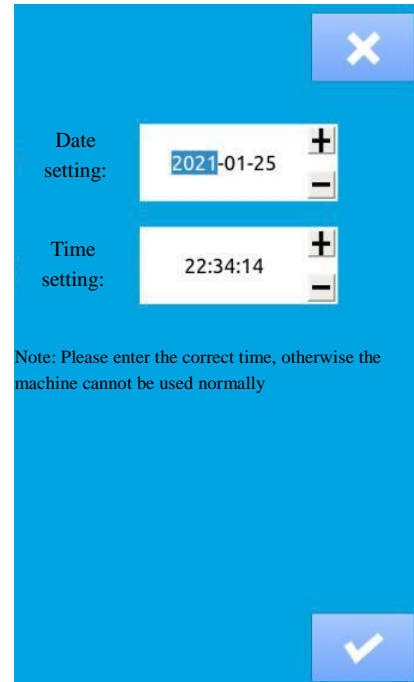 Date
setting:
2021-01-25
Time
setting:
22:34:14
Note: Please enter the correct time, otherwise the
machine cannot be used normally